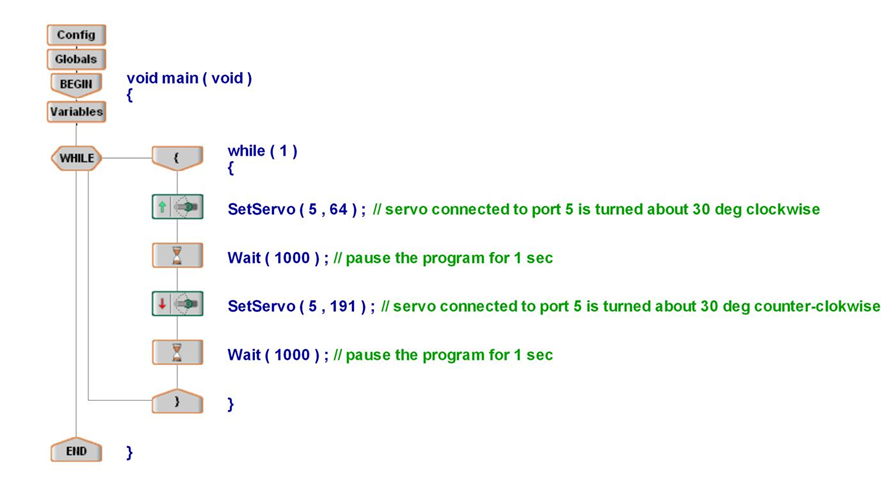 Config
Globals
BEGIN
void main ( void )
{
Variables
WHILE
{
while ( 1 )
{
SetServo ( 5 , 64 ) ; // servo connected to port 5 is turned about 30 deg clockwise
Wait ( 1000 ) ; // pause the program for 1 sec
SetServo ( 5 , 191 ) ; // servo connected to port 5 is turned about 30 deg counter-clokwise
Wait ( 1000 ) ; // pause the program for 1 sec
}
}
END
}